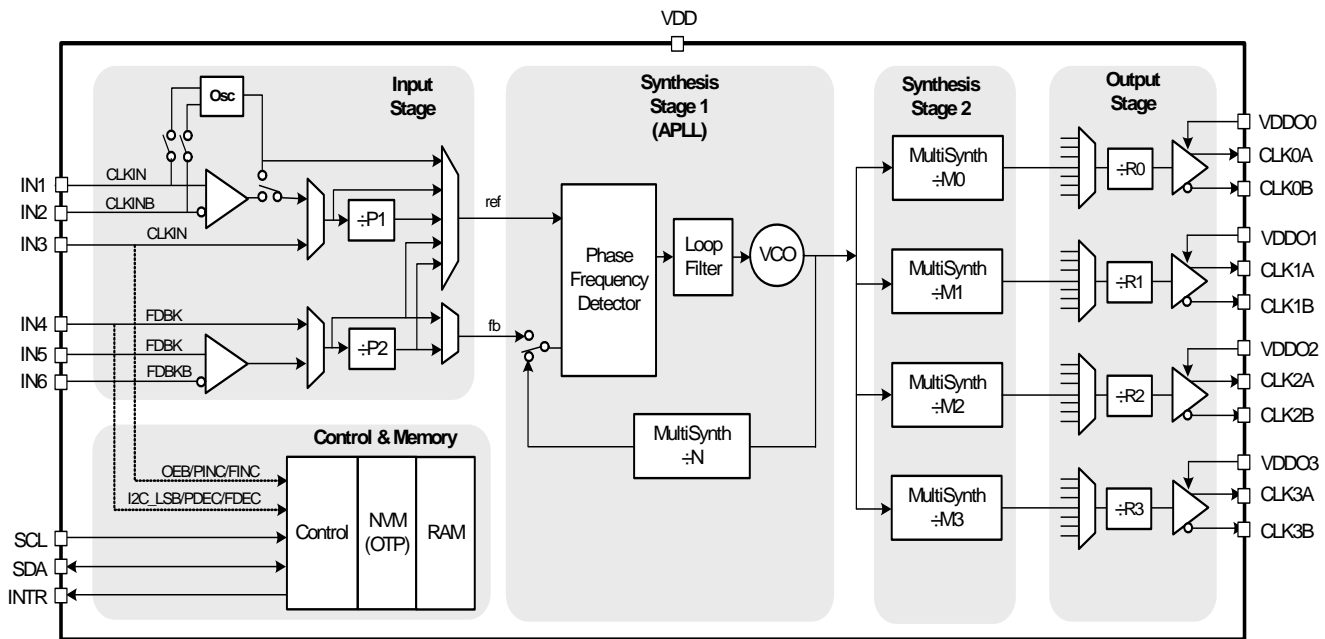 VDD
Input
Stage
Synthesis
Stage 1
(APLL)
Synthesis
Stage 2
Output
Stage
Osc
IN1
CLKIN
IN2
CLKINB
IN3
CLKIN
÷P1
ref
IN4
FDBK
IN5
FDBK
IN6
FDBKB
÷P2
fb
Phase
Frequency
Detector
Loop
Filter
VCO
MultiSynth
÷N
MultiSynth
÷M0
MultiSynth
÷M1
MultiSynth
÷M2
MultiSynth
÷M3
÷R0
÷R1
÷R2
÷R3
VDDO0
CLK0A
CLK0B
VDDO1
CLK1A
CLK1B
VDDO2
CLK2A
CLK2B
VDDO3
CLK3A
CLK3B
Control & Memory
OEB/PINC/FINC
I2C_LSB/PDEC/FDEC
Control
NVM
(OTP)
RAM
SCL
SDA
INTR